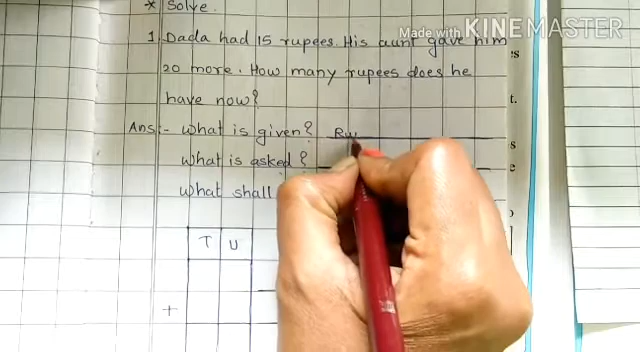 Made with KINEMASTER
* Solve.
1. Dada had 15 rupees. His aunt gave him
20 more. How many rupees does he
have now?
Ans:- What is given? Ru
What is asked?
What shall
T U
+